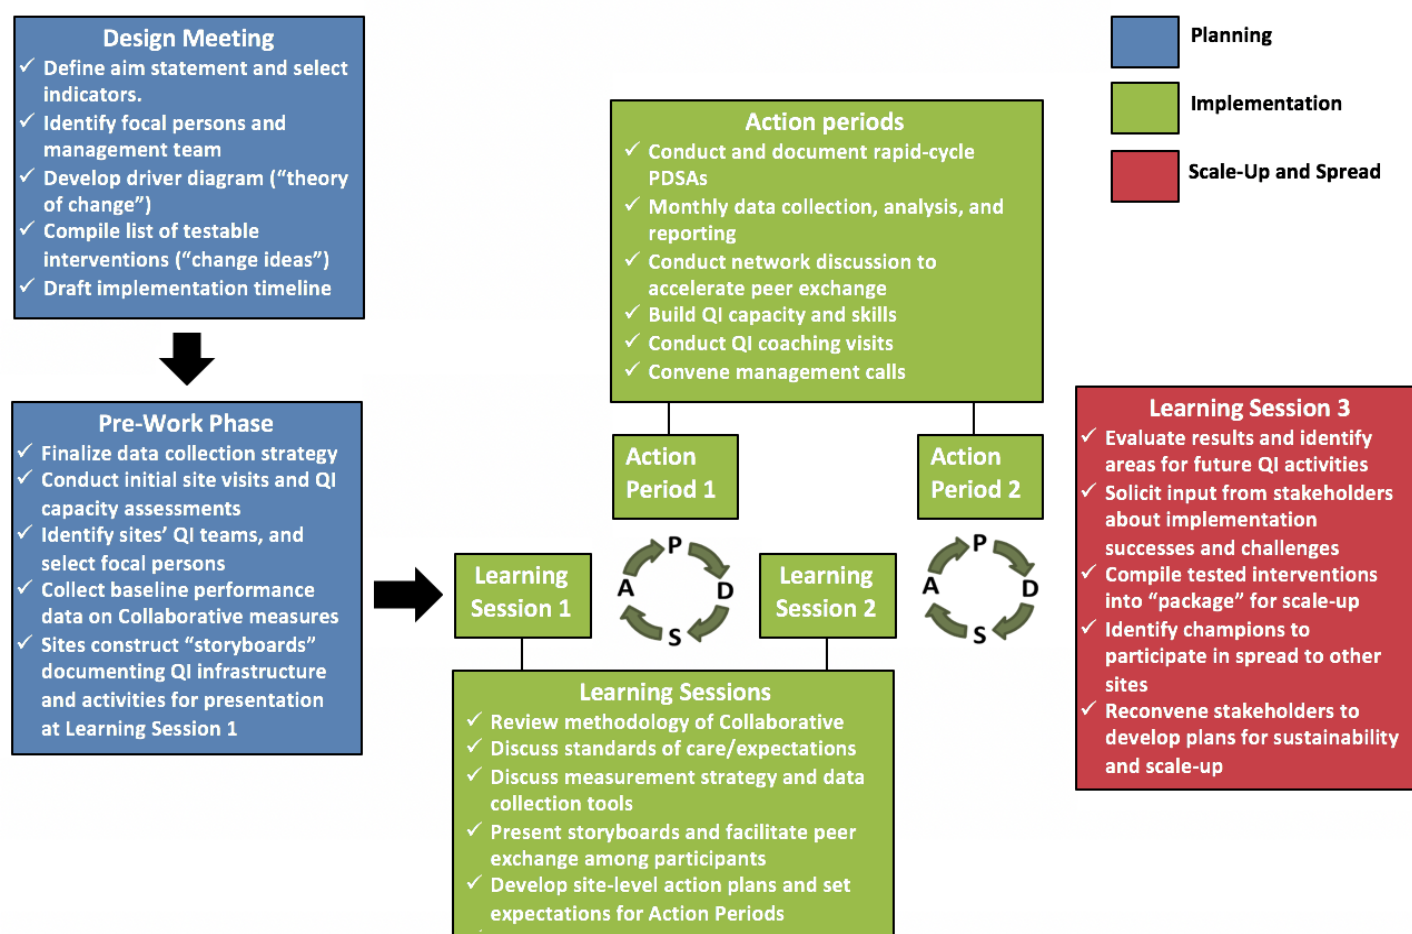 Design Meeting
✓ Define aim statement and select
indicators.
✓ Identify focal persons and
management team
✓ Develop driver diagram (“theory
of change”)
✓ Compile list of testable
interventions (“change ideas”)
✓ Draft implementation timeline
Pre-Work Phase
✓ Finalize data collection strategy
✓ Conduct initial site visits and QI
capacity assessments
✓ Identify sites’ QI teams, and
select focal persons
✓ Collect baseline performance
data on Collaborative measures
✓ Sites construct “storyboards”
documenting QI infrastructure
and activities for presentation
at Learning Session 1
Action periods
✓ Conduct and document rapid-cycle
PDSAs
✓ Monthly data collection, analysis, and
reporting
✓ Conduct network discussion to
accelerate peer exchange
✓ Build QI capacity and skills
✓ Conduct QI coaching visits
✓ Convene management calls
Action
Period 1
Action
Period 2
Learning
Session 1
P
D
S
A
Learning
Session 2
P
D
S
A
Learning Sessions
✓ Review methodology of Collaborative
✓ Discuss standards of care/expectations
✓ Discuss measurement strategy and data
collection tools
✓ Present storyboards and facilitate peer
exchange among participants
✓ Develop site-level action plans and set
expectations for Action Periods
Planning
Implementation
Scale-Up and Spread
Learning Session 3
✓ Evaluate results and identify
areas for future QI activities
✓ Solicit input from stakeholders
about implementation
successes and challenges
✓ Compile tested interventions
into “package” for scale-up
✓ Identify champions to
participate in spread to other
sites
✓ Reconvene stakeholders to
develop plans for sustainability
and scale-up